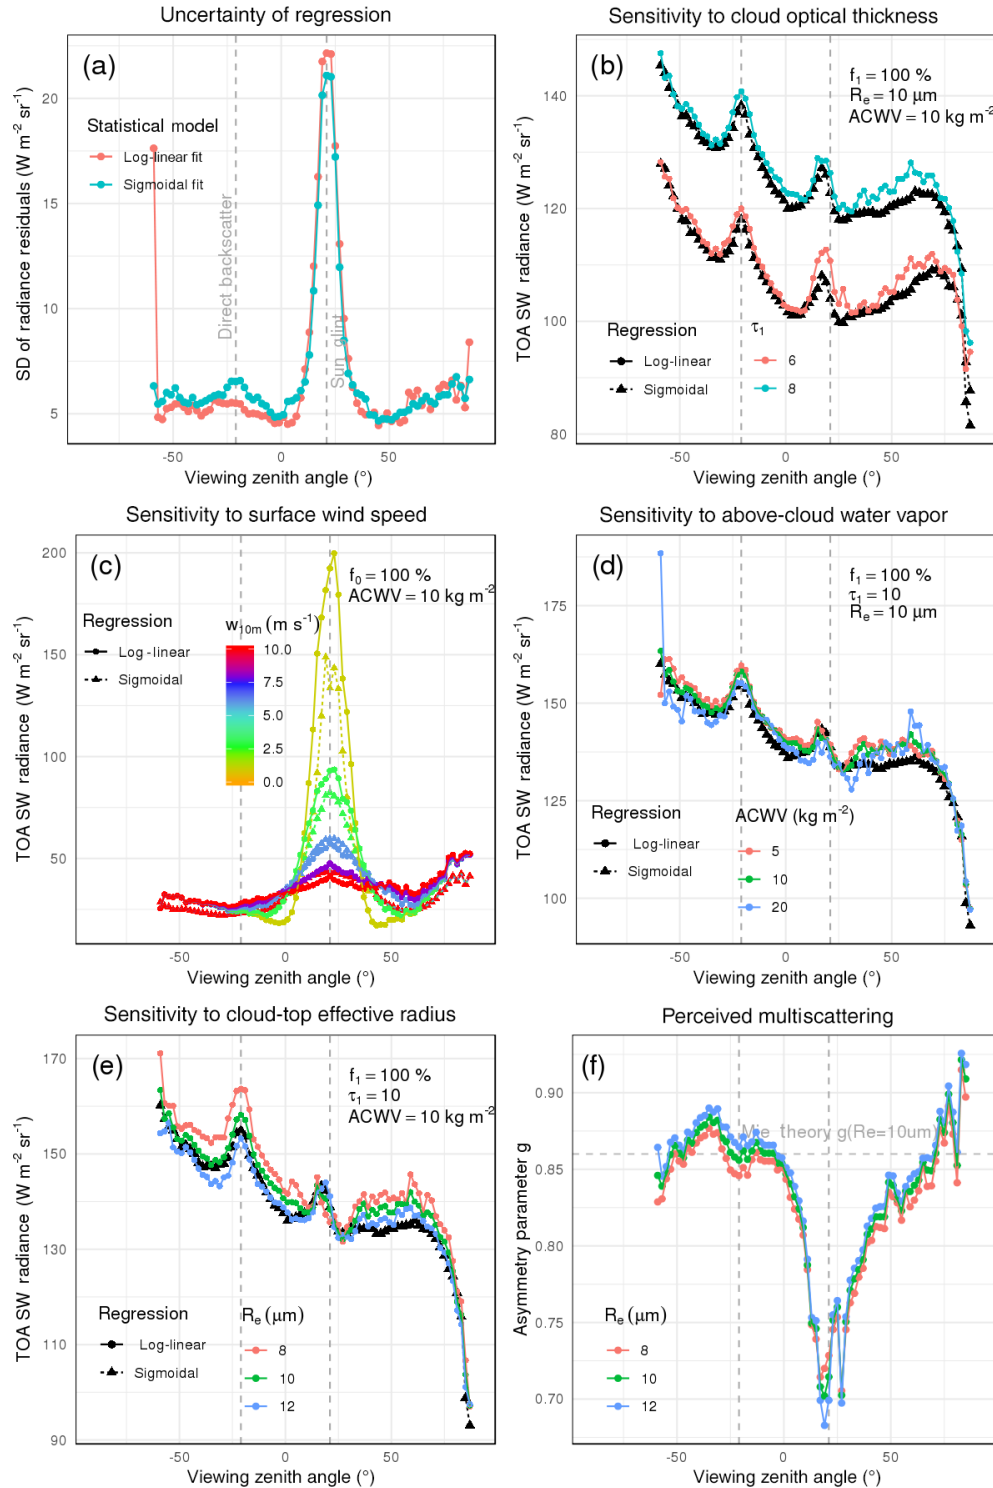 Uncertainty of regression
(a)
SD of radiance residuals (W m⁻² sr⁻¹)
20
15
10
5
Statistical model
Log-linear fit
Sigmoidal fit
Direct backscatter
Sun glint
-50
0
50
Viewing zenith angle (°)
Sensitivity to cloud optical thickness
(b)
f₁ = 100 %
Rₑ = 10 µm
ACWV = 10 kg m⁻²
TOA SW radiance (W m⁻² sr⁻¹)
140
120
100
80
Regression
Log-linear
Sigmoidal
τ₁
6
8
-50
0
50
Viewing zenith angle (°)
Sensitivity to surface wind speed
(c)
f₀ = 100 %
ACWV = 10 kg m⁻²
TOA SW radiance (W m⁻² sr⁻¹)
200
150
100
50
Regression
Log-linear
Sigmoidal
w₁₀ₘ (m s⁻¹)
10.0
7.5
5.0
2.5
0.0
-50
0
50
Viewing zenith angle (°)
Sensitivity to above-cloud water vapor
(d)
f₁ = 100 %
τ₁ = 10
Rₑ = 10 µm
TOA SW radiance (W m⁻² sr⁻¹)
175
150
125
100
Regression
Log-linear
Sigmoidal
ACWV (kg m⁻²)
5
10
20
-50
0
50
Viewing zenith angle (°)
Sensitivity to cloud-top effective radius
(e)
f₁ = 100 %
τ₁ = 10
ACWV = 10 kg m⁻²
TOA SW radiance (W m⁻² sr⁻¹)
170
150
130
110
90
Regression
Log-linear
Sigmoidal
Rₑ (µm)
8
10
12
-50
0
50
Viewing zenith angle (°)
Perceived multiscattering
(f)
Mie theory g(Re=10um)
Asymmetry parameter g
0.90
0.85
0.80
0.75
0.70
Rₑ (µm)
8
10
12
-50
0
50
Viewing zenith angle (°)